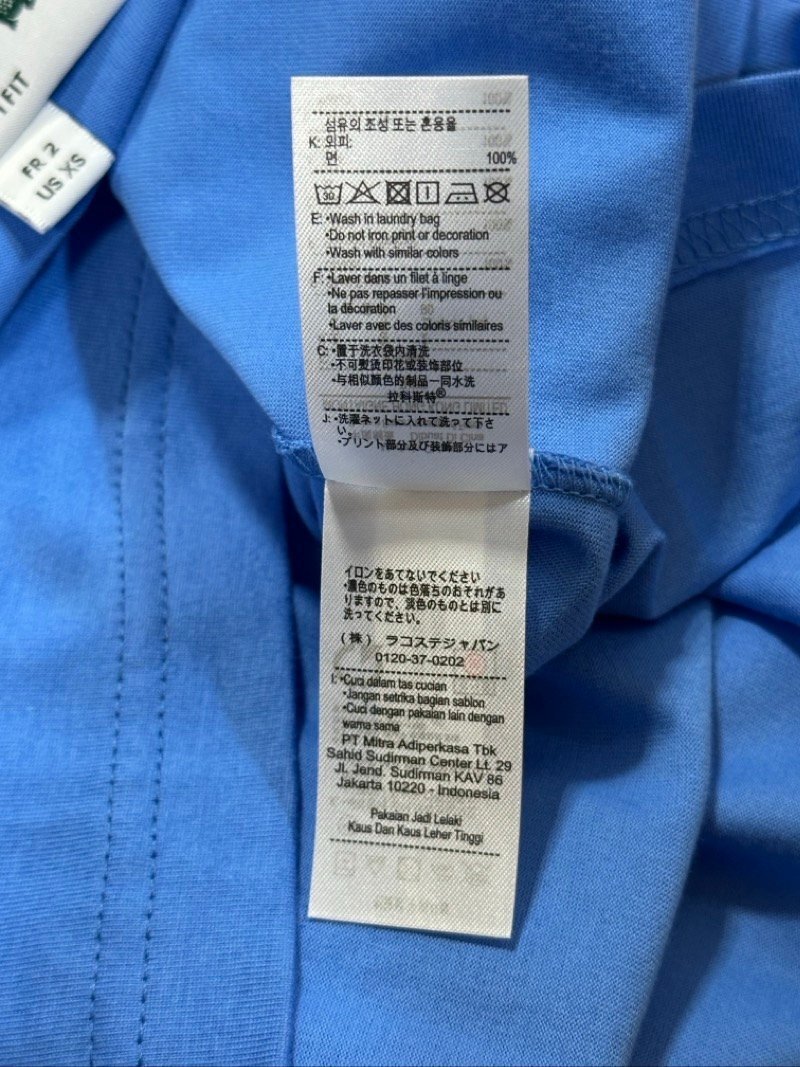 FIT
FR 2
US XS
섬유의 조성 또는 혼용율
K: 외피:
면 100%
30
E: •Wash in laundry bag
•Do not iron print or decoration
•Wash with similar colors
F: •Laver dans un filet à linge
•Ne pas repasser l'impression ou
la décoration
•Laver avec des coloris similaires
C: •置于洗衣袋内清洗
•不可熨烫印花或装饰部位
•与相似颜色的制品一同水洗
拉科斯特®
J: •洗濯ネットに入れて洗って下さ
い。
•プリント部分及び装飾部分にはア
イロンをあてないでください
•濃色のものは色落ちのおそれがあ
りますので、淡色のものとは別に
洗ってください。
(株) ラコステジャパン
0120-37-0202
I: •Cuci dalam tas cucian
•Jangan setrika bagian sablon
•Cuci dengan pakaian lain dengan
warna sama
PT Mitra Adiperkasa Tbk
Sahid Sudirman Center Lt. 29
Jl. Jend. Sudirman KAV 86
Jakarta 10220 - Indonesia
Pakaian Jadi Lelaki
Kaus Dan Kaus Leher Tinggi